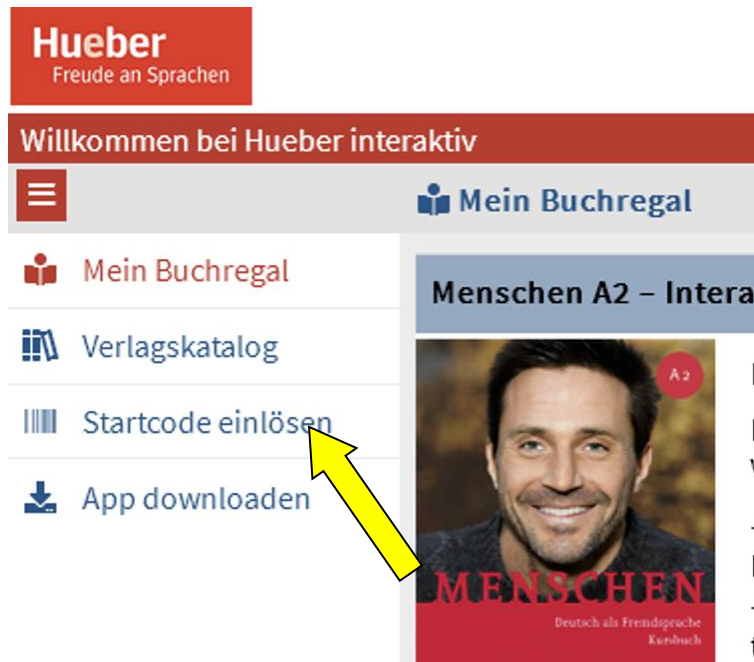 Hueber
Freude an Sprachen
Willkommen bei Hueber interaktiv
Mein Buchregal
Mein Buchregal
Verlagskatalog
Startcode einlösen
App downloaden
Menschen A2 – Intera
A2
MENSCHEN
Deutsch als Fremdsprache
Kursbuch